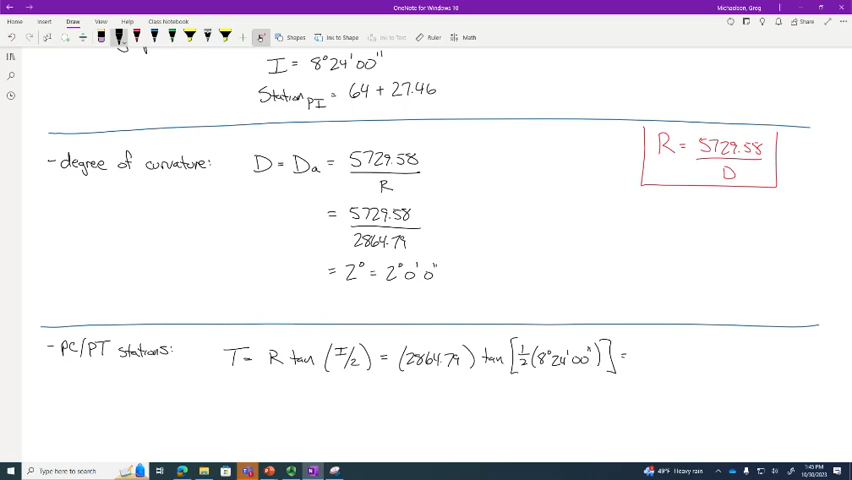 OneNote for Windows 10
Michaelson, Greg
Home Insert Draw View Help Class Notebook
Share
Shapes Ink to Shape Ink to Text Ruler Math
I = 8°24'00"
Station PI = 64 + 27.46
-degree of curvature: D = Da = 5729.58 / R
= 5729.58 / 2864.79
= 2° = 2°0'0"
R = 5729.58 / D
-PC/PT stations: T = R tan (I/2) = (2864.79) tan [1/2 (8°24'00")] =
Type here to search
49°F Heavy rain
1:45 PM
10/30/2023